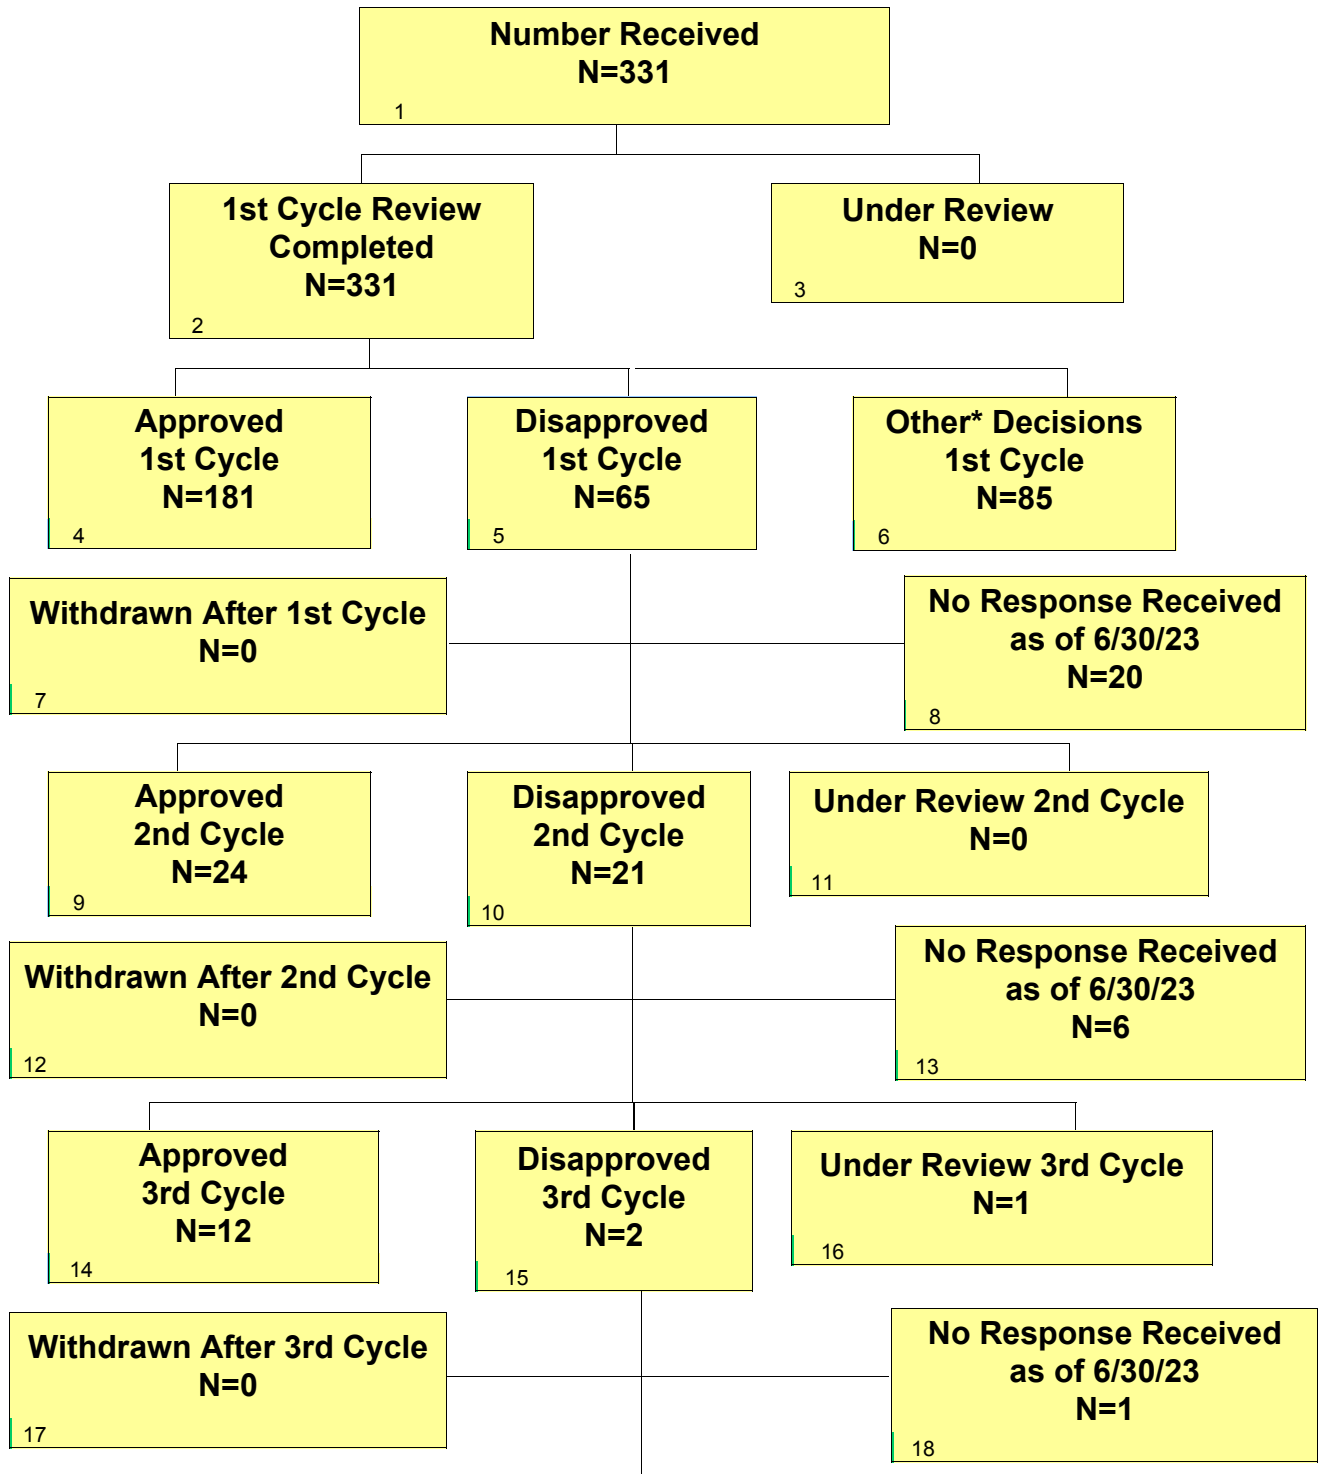 Number Received
N=331
1
1st Cycle Review
Completed
N=331
2
Under Review
N=0
3
Approved
1st Cycle
N=181
4
Disapproved
1st Cycle
N=65
5
Other* Decisions
1st Cycle
N=85
6
Withdrawn After 1st Cycle
N=0
7
No Response Received
as of 6/30/23
N=20
8
Approved
2nd Cycle
N=24
9
Disapproved
2nd Cycle
N=21
10
Under Review 2nd Cycle
N=0
11
Withdrawn After 2nd Cycle
N=0
12
No Response Received
as of 6/30/23
N=6
13
Approved
3rd Cycle
N=12
14
Disapproved
3rd Cycle
N=2
15
Under Review 3rd Cycle
N=1
16
Withdrawn After 3rd Cycle
N=0
17
No Response Received
as of 6/30/23
N=1
18